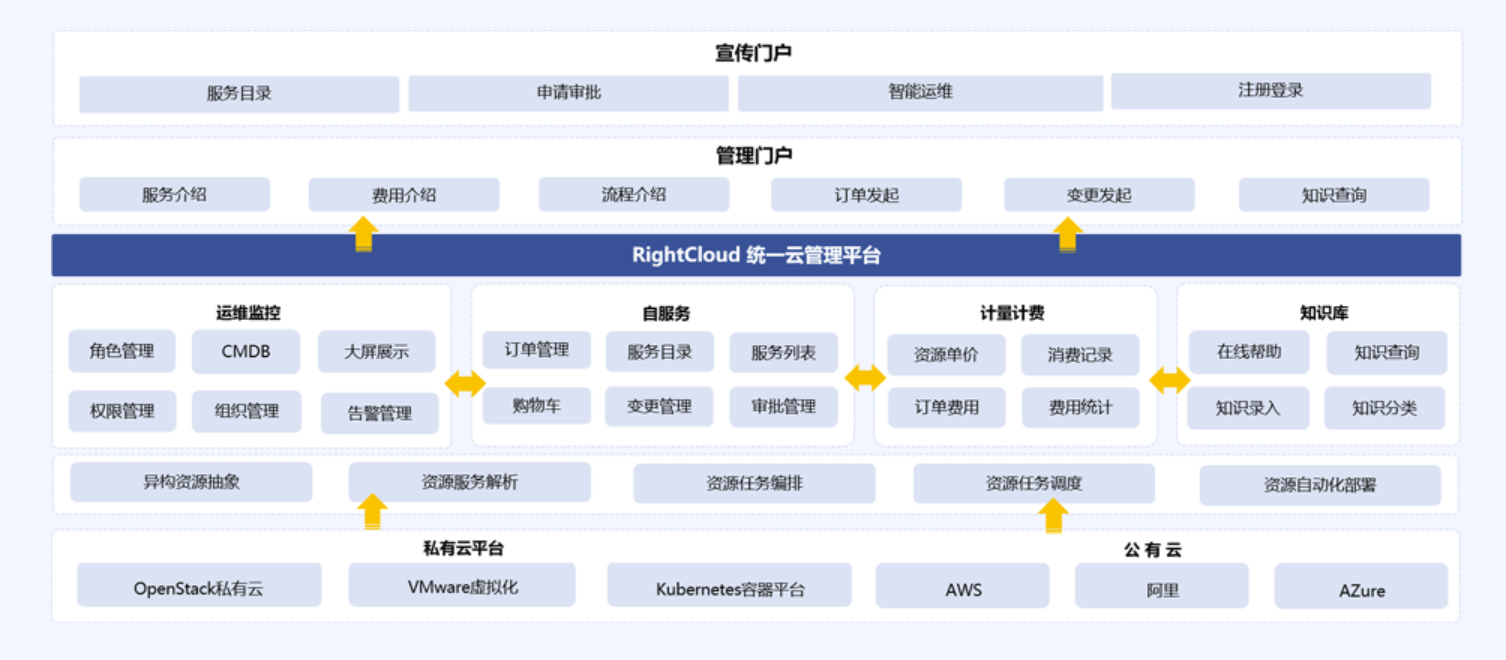 宣传门户
服务目录 申请审批 智能运维 注册登录
管理门户
服务介绍 费用介绍 流程介绍 订单发起 变更发起 知识查询
RightCloud 统一云管理平台
运维监控
角色管理 CMDB 大屏展示
权限管理 组织管理 告警管理
自服务
订单管理 服务目录 服务列表
购物车 变更管理 审批管理
计量计费
资源单价 消费记录
订单费用 费用统计
知识库
在线帮助 知识查询
知识录入 知识分类
异构资源抽象 资源服务解析 资源任务编排 资源任务调度 资源自动化部署
私有云平台
OpenStack私有云 VMware虚拟化 Kubernetes容器平台
公 有 云
AWS 阿里 AZure